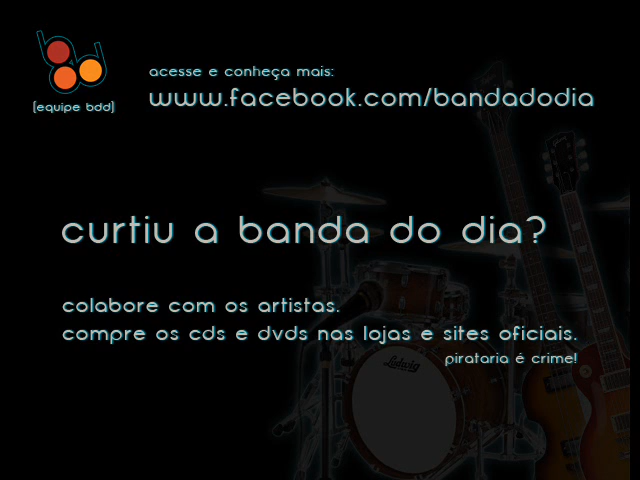 acesse e conheça mais:
www.facebook.com/bandadodia
(equipe bdd)
curtiu a banda do dia?
colabore com os artistas.
compre os cds e dvds nas lojas e sites oficiais.
pirataria é crime!
Ludwig